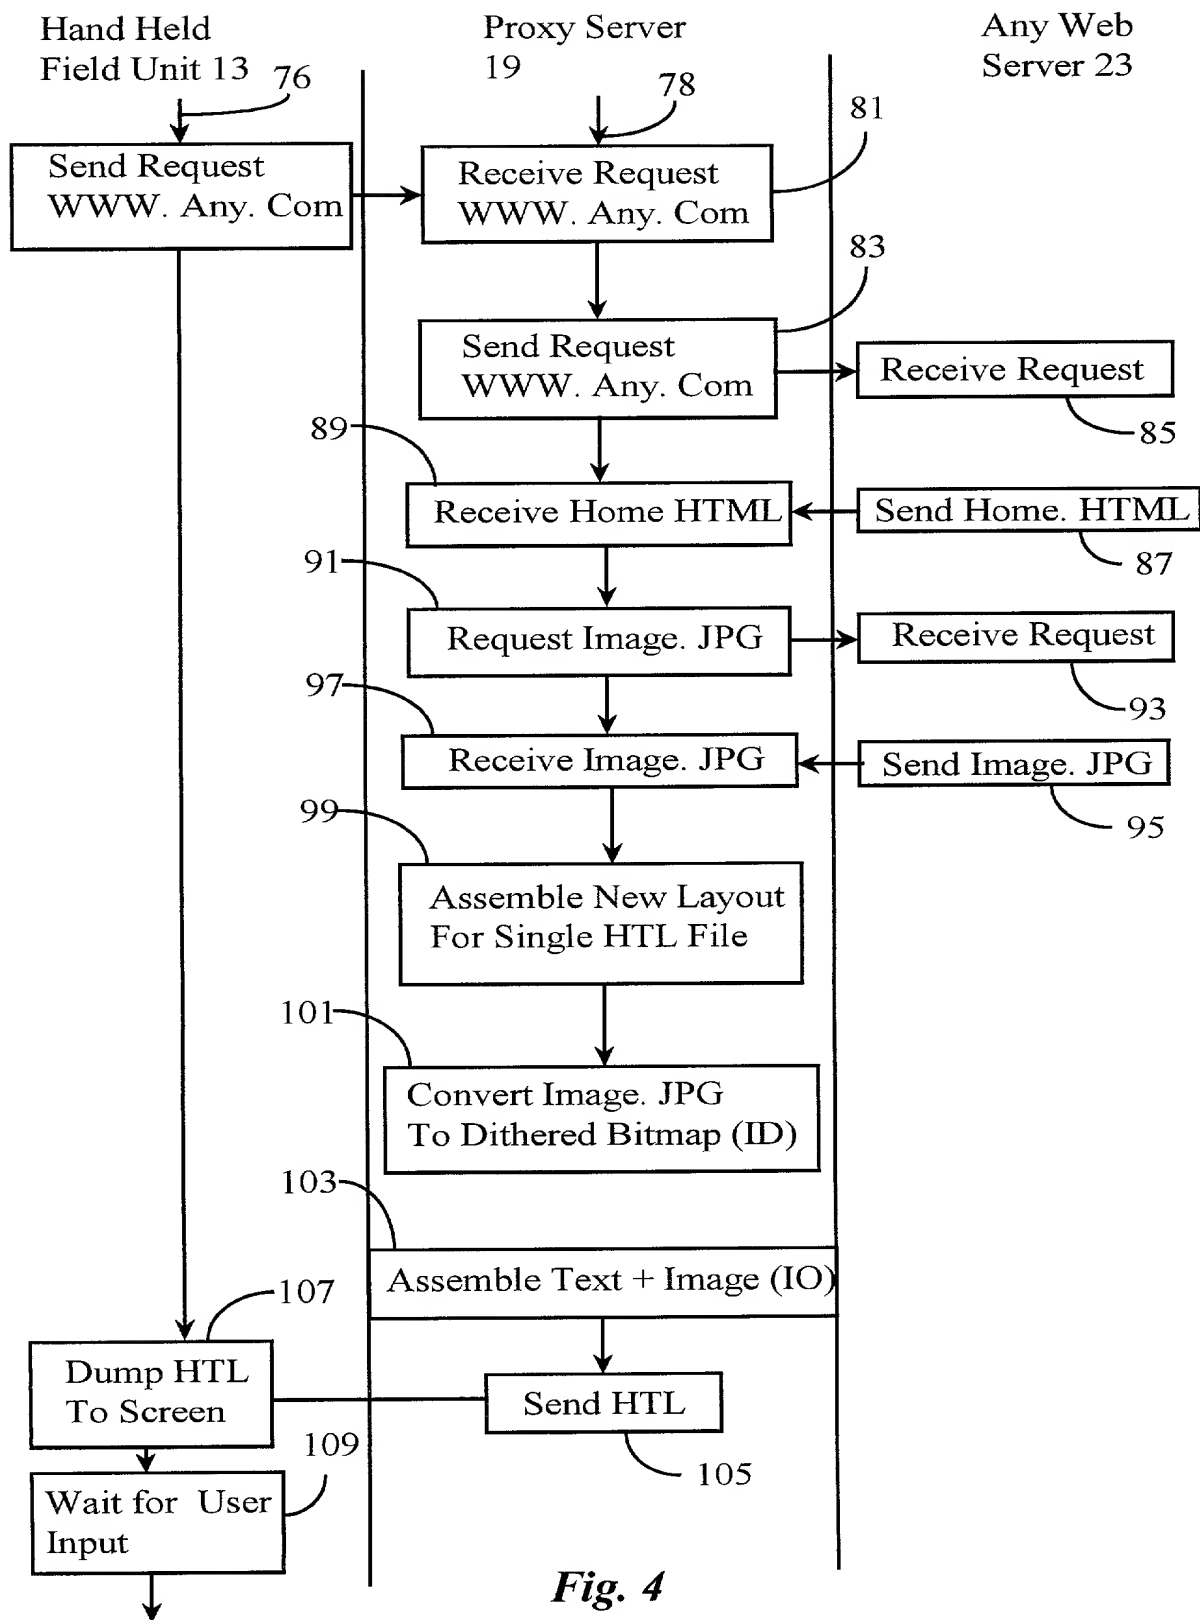 Hand Held
Field Unit 13
Proxy Server
19
Any Web
Server 23
76
78
81
Send Request
WWW. Any. Com
Receive Request
WWW. Any. Com
83
Send Request
WWW. Any. Com
Receive Request
85
89
Receive Home HTML
Send Home. HTML
87
91
Request Image. JPG
Receive Request
93
97
Receive Image. JPG
Send Image. JPG
95
99
Assemble New Layout
For Single HTL File
101
Convert Image. JPG
To Dithered Bitmap (ID)
103
Assemble Text + Image (IO)
107
Dump HTL
To Screen
Send HTL
105
109
Wait for User
Input
Fig. 4